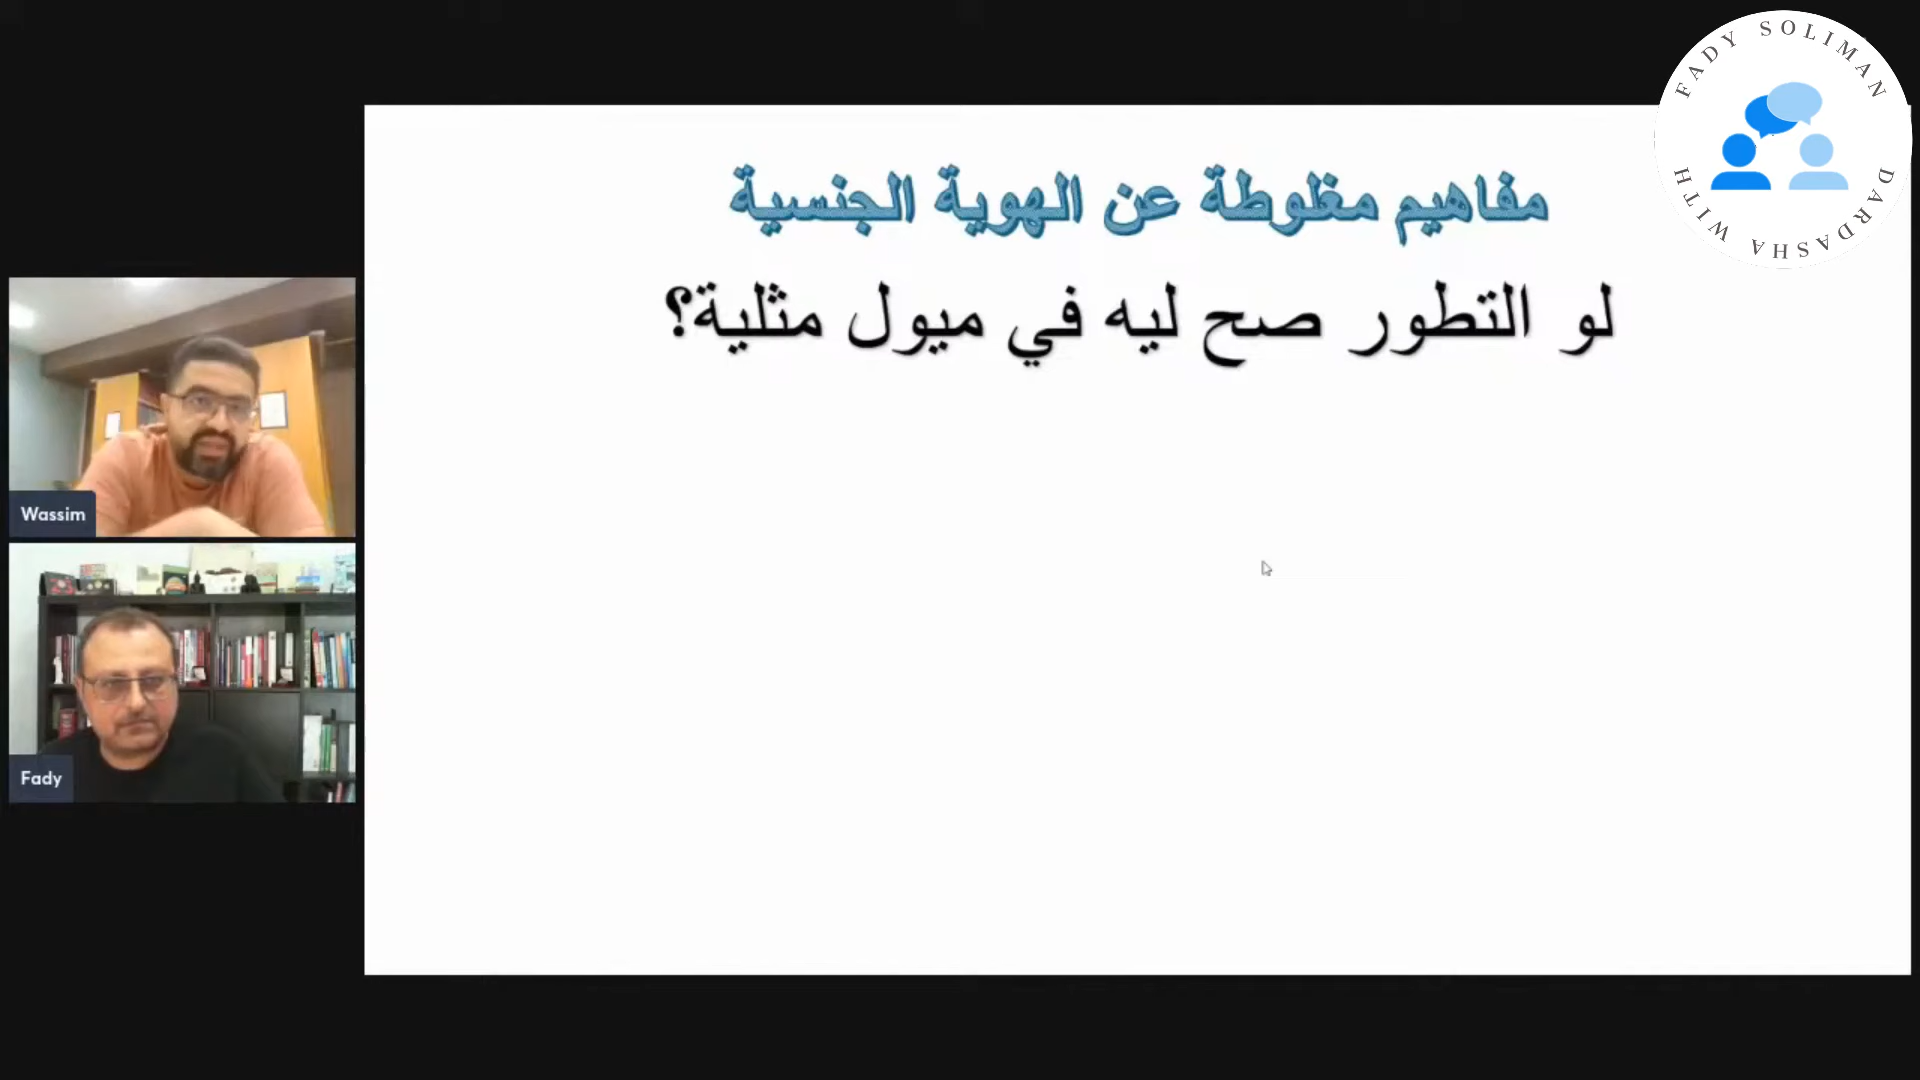 FADY SOLIMAN
DARDASHA WITH
مفاهيم مغلوطة عن الهوية الجنسية
لو التطور صح ليه في ميول مثلية؟
Wassim
Fady